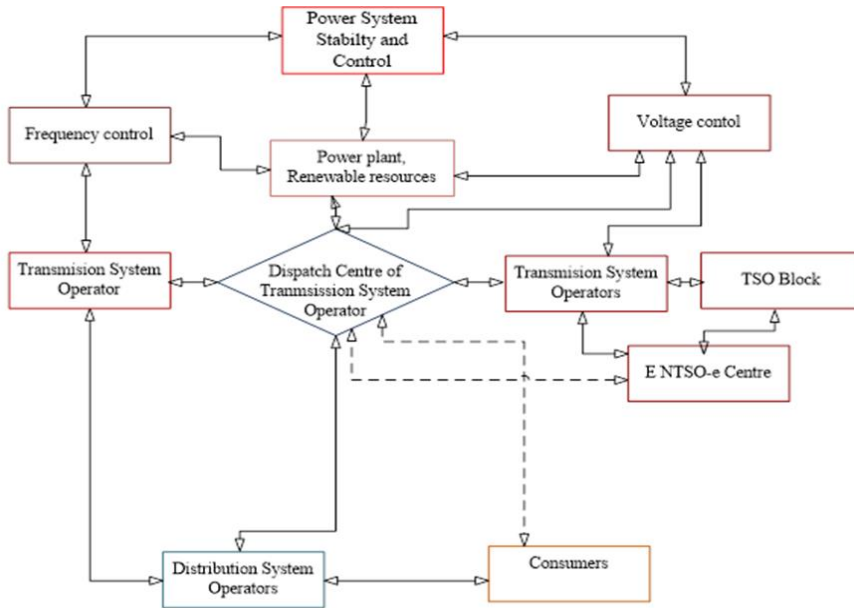 Power System
Stabilty and
Control
Frequency control
Voltage contol
Power plant,
Renewable resources
Transmision System
Operator
Dispatch Centre of
Tranmsission System
Operator
Transmision System
Operators
TSO Block
E NTSO-e Centre
Distribution System
Operators
Consumers